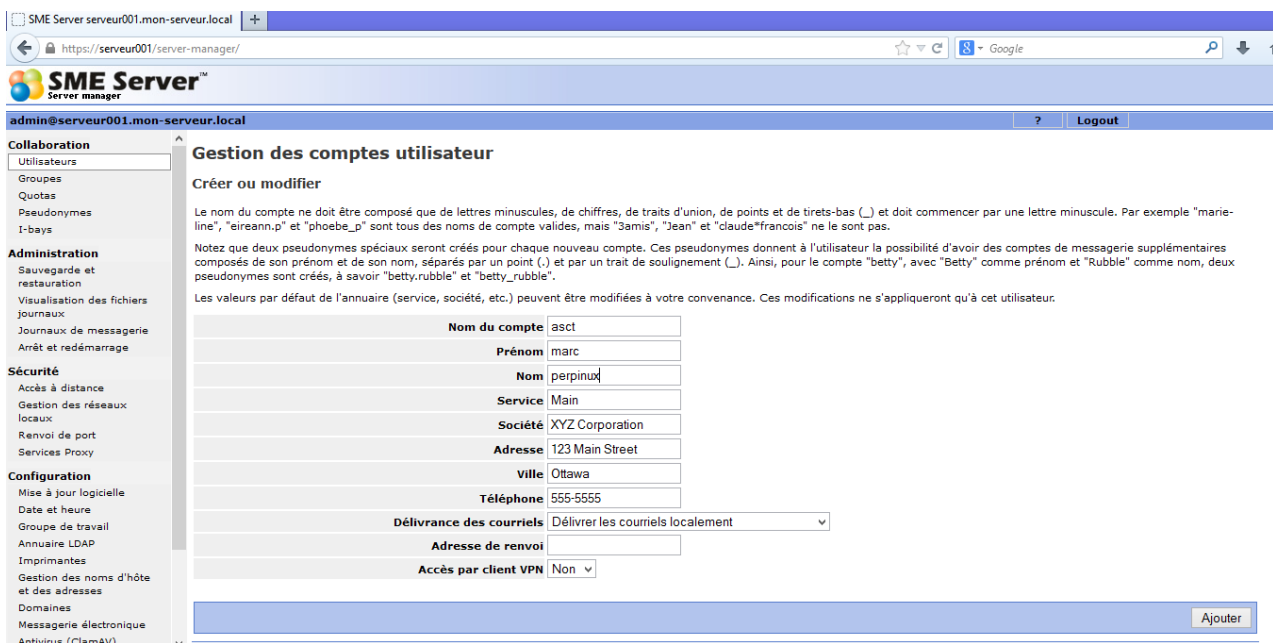 SME Server serveur001.mon-serveur.local
+
https://serveur001/server-manager/
8 Google
SME Server™
Server manager
admin@serveur001.mon-serveur.local
? Logout
Collaboration
Utilisateurs
Groupes
Quotas
Pseudonymes
I-bays
Administration
Sauvegarde et
restauration
Visualisation des fichiers
journaux
Journaux de messagerie
Arrêt et redémarrage
Sécurité
Accès à distance
Gestion des réseaux
locaux
Renvoi de port
Services Proxy
Configuration
Mise à jour logicielle
Date et heure
Groupe de travail
Annuaire LDAP
Imprimantes
Gestion des noms d'hôte
et des adresses
Domaines
Messagerie électronique
Antivirus (ClamAV)
Gestion des comptes utilisateur
Créer ou modifier
Le nom du compte ne doit être composé que de lettres minuscules, de chiffres, de traits d'union, de points et de tirets-bas (_) et doit commencer par une lettre minuscule. Par exemple "marie-
line", "eireann.p" et "phoebe_p" sont tous des noms de compte valides, mais "3amis", "Jean" et "claude*francois" ne le sont pas.
Notez que deux pseudonymes spéciaux seront créés pour chaque nouveau compte. Ces pseudonymes donnent à l'utilisateur la possibilité d'avoir des comptes de messagerie supplémentaires
composés de son prénom et de son nom, séparés par un point (.) et par un trait de soulignement (_). Ainsi, pour le compte "betty", avec "Betty" comme prénom et "Rubble" comme nom, deux
pseudonymes sont créés, à savoir "betty.rubble" et "betty_rubble".
Les valeurs par défaut de l'annuaire (service, société, etc.) peuvent être modifiées à votre convenance. Ces modifications ne s'appliqueront qu'à cet utilisateur.
Nom du compte asct
Prénom marc
Nom perpinux
Service Main
Société XYZ Corporation
Adresse 123 Main Street
Ville Ottawa
Téléphone 555-5555
Délivrance des courriels Délivrer les courriels localement
Adresse de renvoi
Accès par client VPN Non
Ajouter